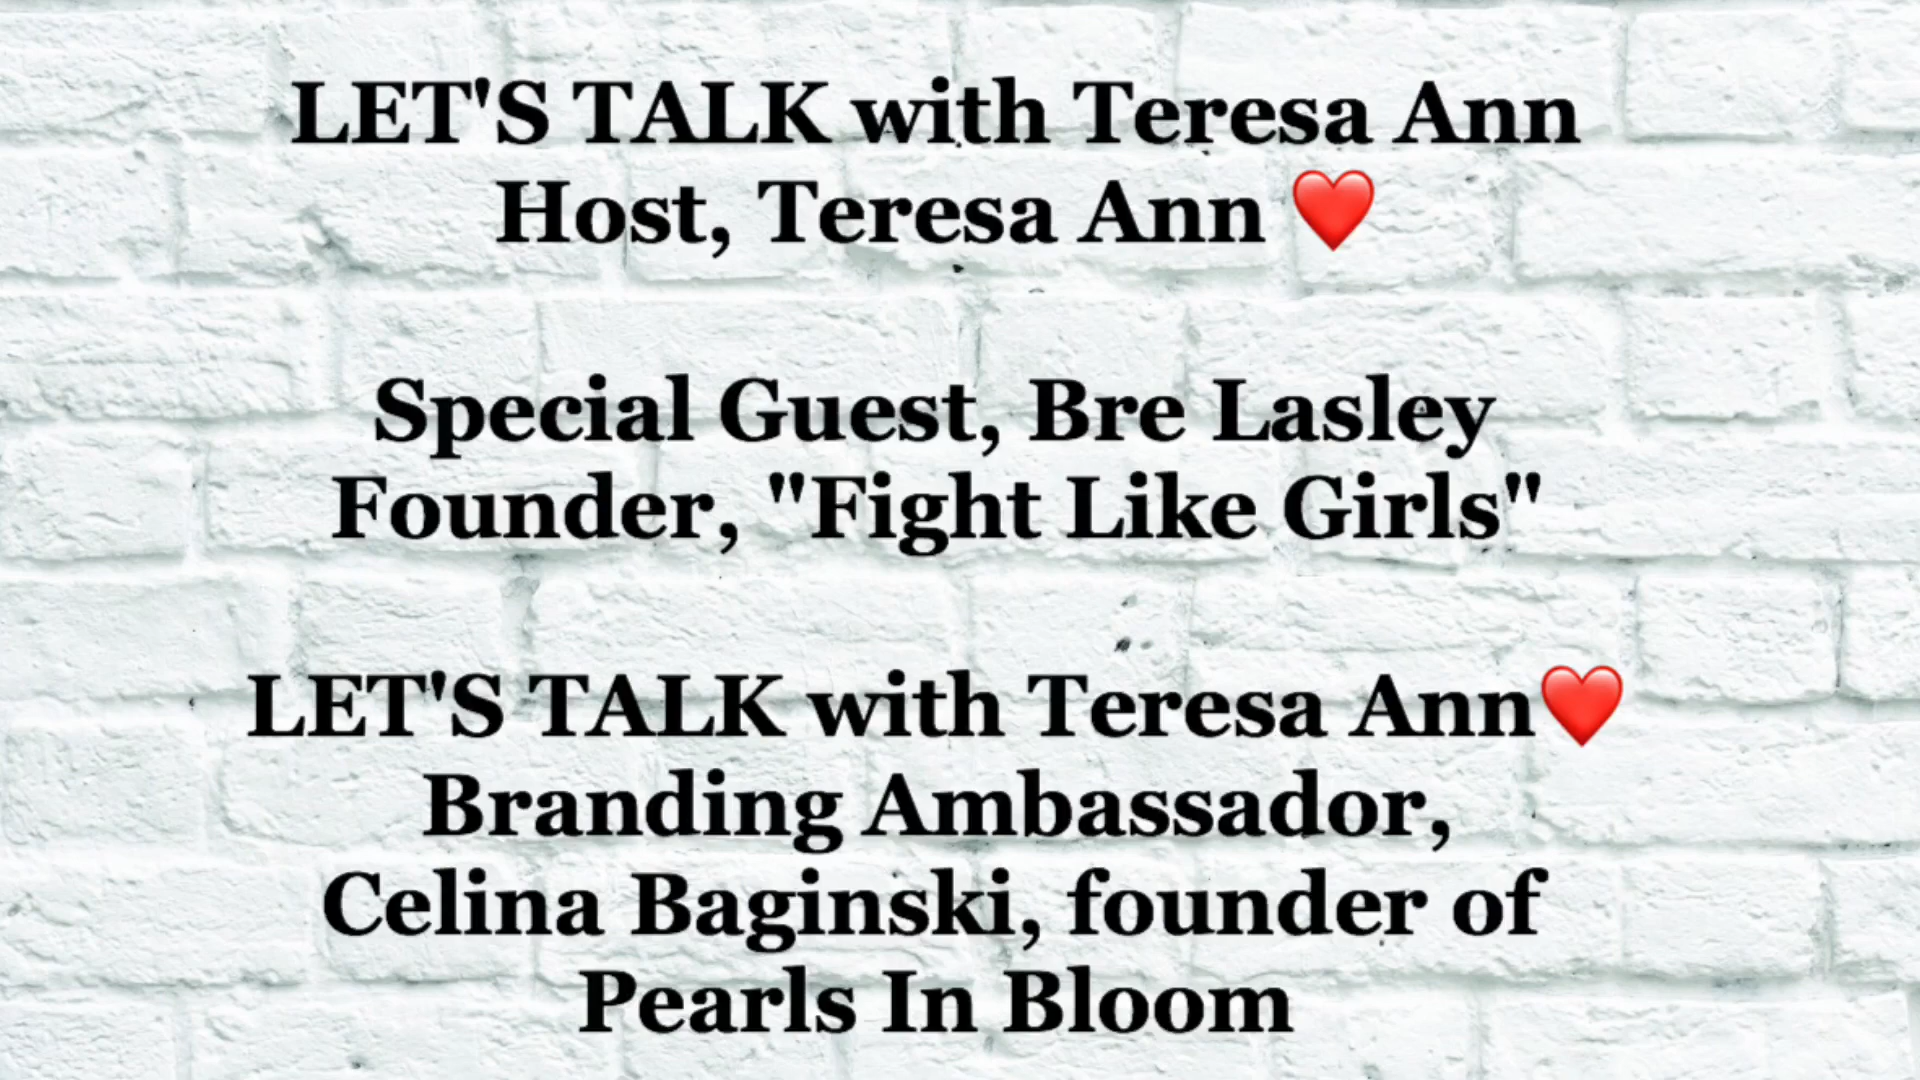 LET'S TALK with Teresa Ann
Host, Teresa Ann ❤️
Special Guest, Bre Lasley
Founder, "Fight Like Girls"
LET'S TALK with Teresa Ann❤️
Branding Ambassador,
Celina Baginski, founder of
Pearls In Bloom